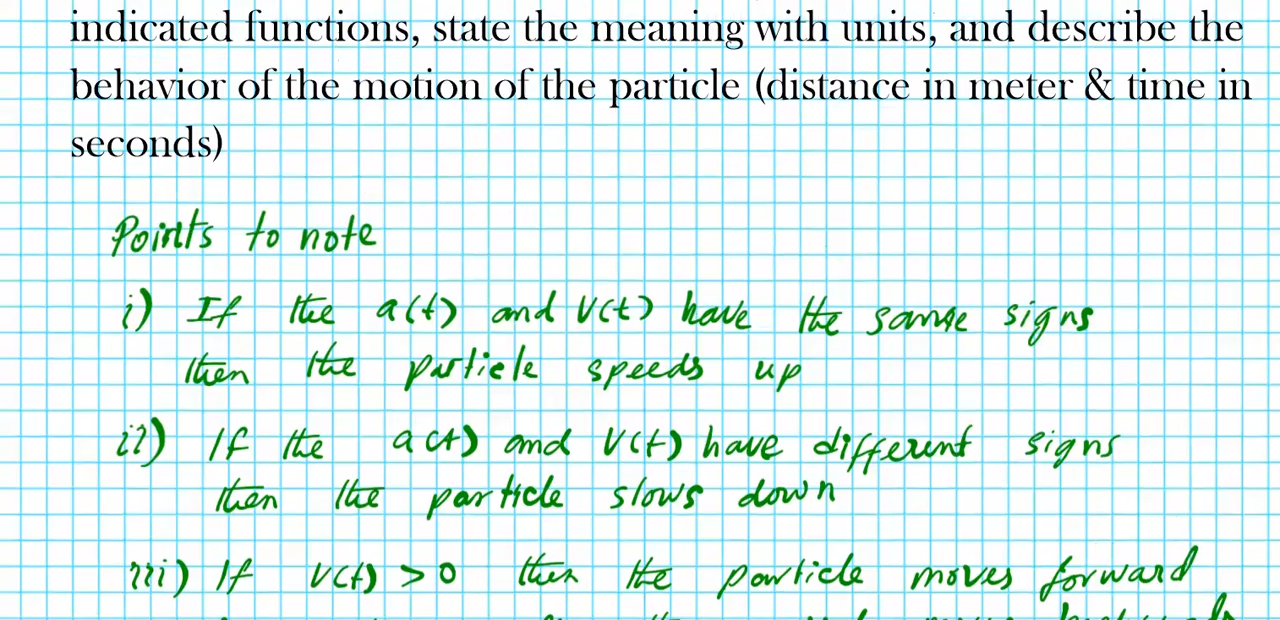 indicated functions, state the meaning with units, and describe the
behavior of the motion of the particle (distance in meter & time in
seconds)
Points to note
i) If the a(t) and v(t) have the same signs
then the particle speeds up
ii) If the a(t) and v(t) have different signs
then the particle slows down
iii) If v(t) > 0 then the particle moves forward